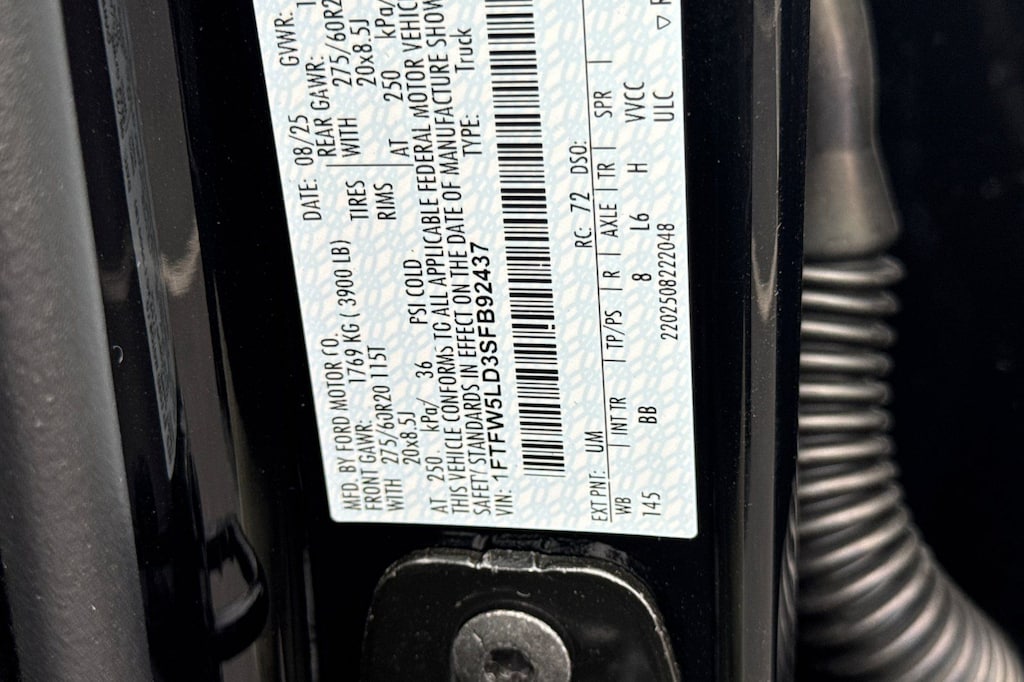 MFD. BY FORD MOTOR CO.
DATE: 08/25 GVWR:
FRONT GAWR: 1769 KG ( 3900 LB) REAR GAWR:
WITH 275/60R20 115T TIRES WITH 275/60R2
20x8.5J RIMS 20x8.5J
AT 250 kPa/ 36 PSI COLD AT 250 kPa/
THIS VEHICLE CONFORMS TO ALL APPLICABLE FEDERAL MOTOR VEHIC
SAFETY STANDARDS IN EFFECT ON THE DATE OF MANUFACTURE SHOW
VIN: 1FTFW5LD3SFB92437 TYPE: Truck
EXT PNT: UM RC: 72 DSO:
WB INT TR TP/PS R AXLE TR SPR
145 BB 8 L6 H VVCC
2202508222048 ULC